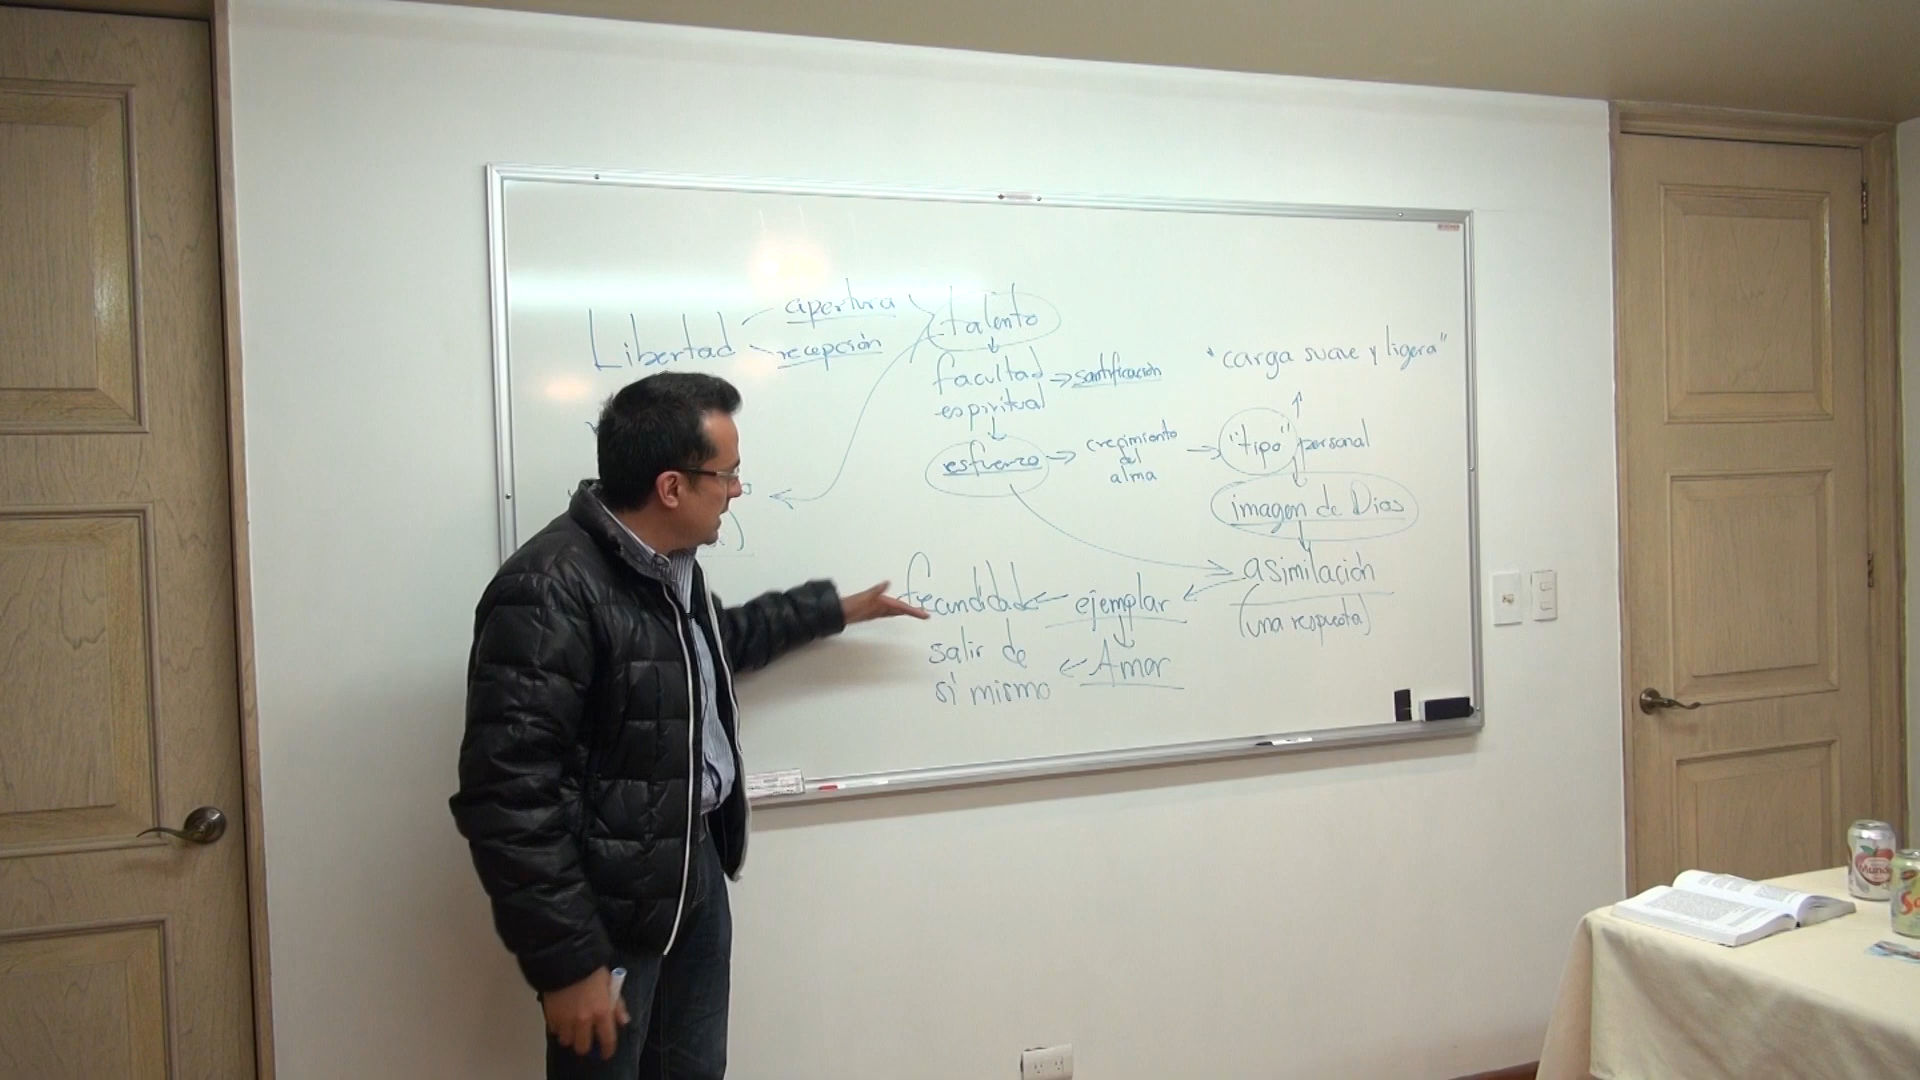 Libertad
apertura
recepción
talento
facultad
espiritual
santificación
esfuerzo
crecimiento
del
alma
"tipo" personal
"carga suave y ligera"
imagen de Dios
asimilación
(una respuesta)
ejemplar
fecundidad
Amar
salir de
sí mismo